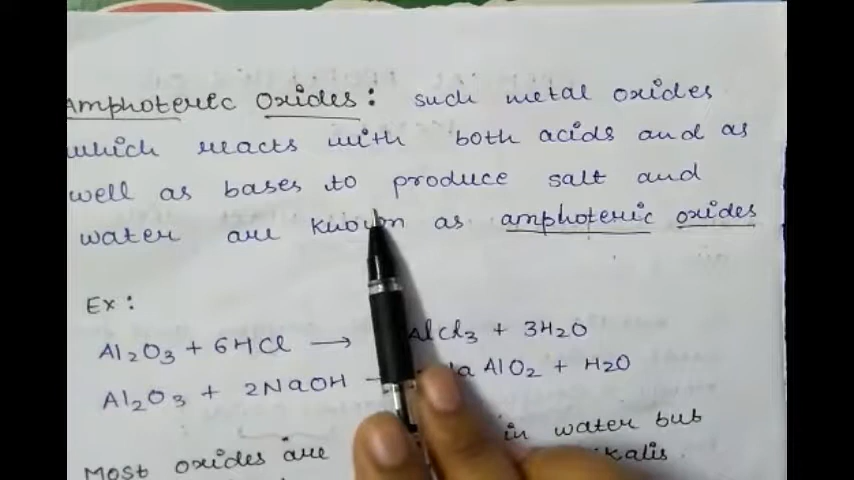 Amphoteric Oxides: such metal oxides
which reacts with both acids and as
well as bases to produce salt and
water are known as amphoteric oxides
Ex:
Al2O3 + 6HCl → AlCl3 + 3H2O
Al2O3 + 2NaOH AlO2 + H2O
Most oxides are in water but